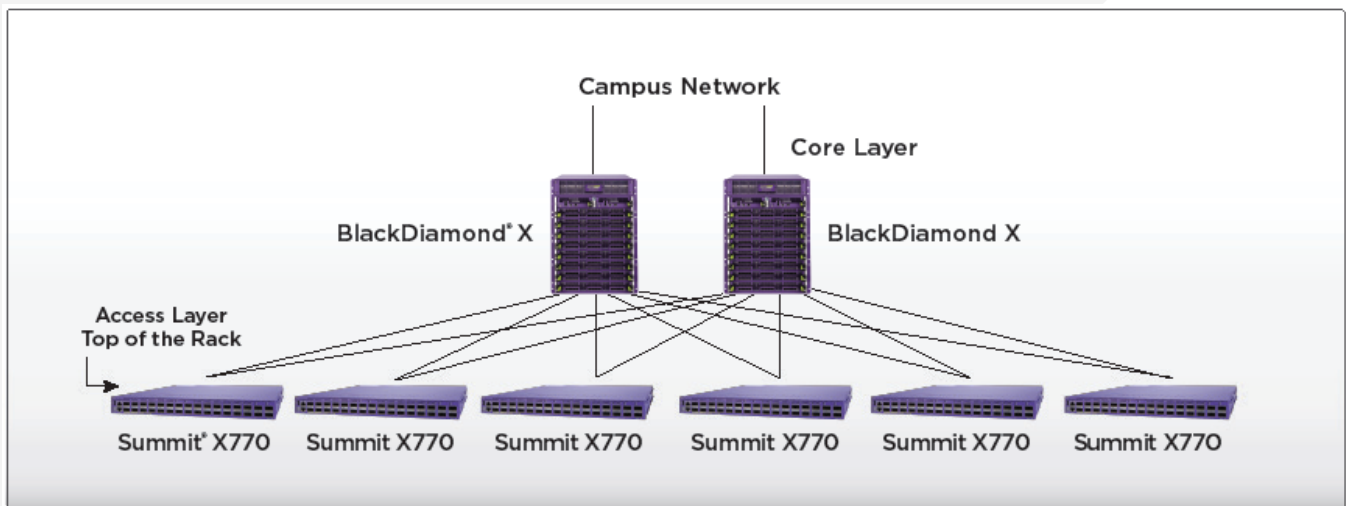 Campus Network
Core Layer
BlackDiamond® X
BlackDiamond X
Access Layer
Top of the Rack
Summit® X770
Summit X770
Summit X770
Summit X770
Summit X770
Summit X770